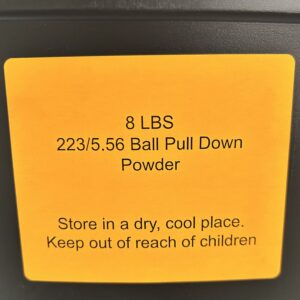 8 LBS
223/5.56 Ball Pull Down
Powder
Store in a dry, cool place.
Keep out of reach of children